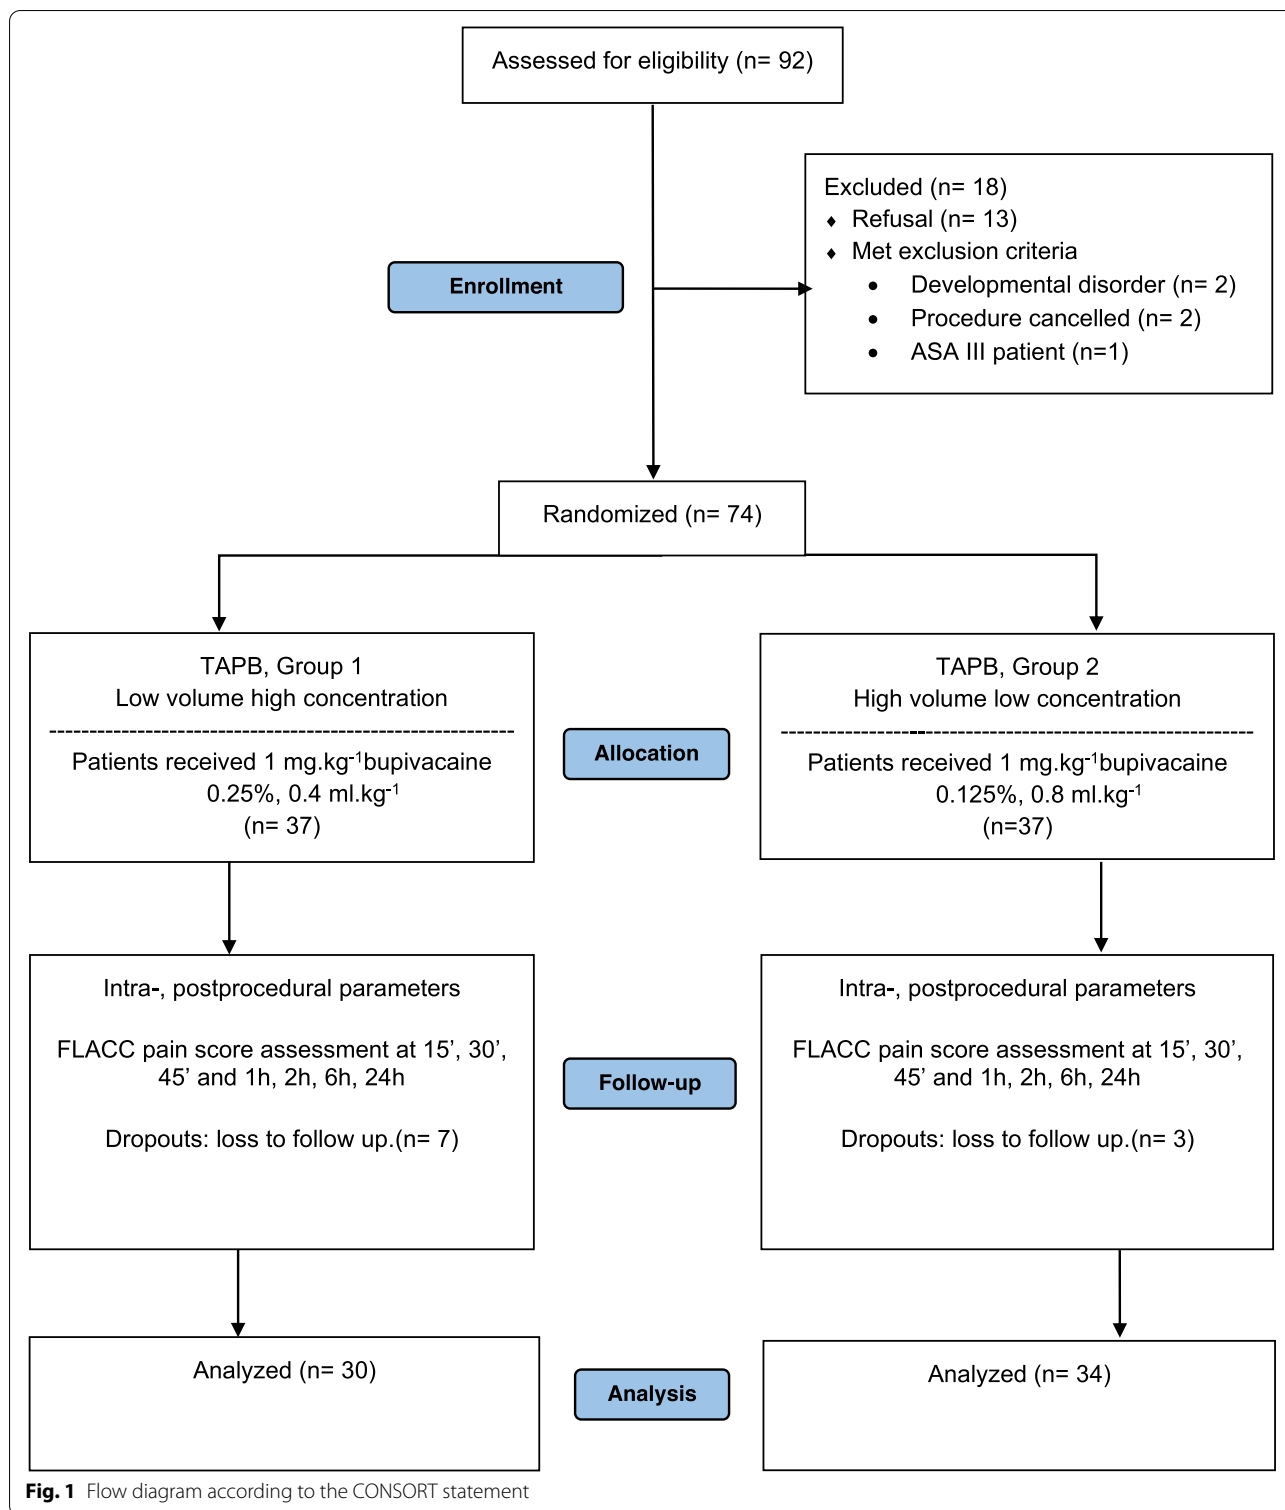 Assessed for eligibility (n= 92)
Excluded (n= 18)
♦ Refusal (n= 13)
♦ Met exclusion criteria
• Developmental disorder (n= 2)
• Procedure cancelled (n= 2)
• ASA III patient (n=1)
Enrollment
Randomized (n= 74)
TAPB, Group 1
Low volume high concentration
----------------------------------------------------------
Patients received 1 mg.kg⁻¹bupivacaine
0.25%, 0.4 ml.kg⁻¹
(n= 37)
Allocation
TAPB, Group 2
High volume low concentration
----------------------------------------------------------
Patients received 1 mg.kg⁻¹bupivacaine
0.125%, 0.8 ml.kg⁻¹
(n=37)
Intra-, postprocedural parameters
FLACC pain score assessment at 15’, 30’,
45’ and 1h, 2h, 6h, 24h
Dropouts: loss to follow up.(n= 7)
Follow-up
Intra-, postprocedural parameters
FLACC pain score assessment at 15’, 30’,
45’ and 1h, 2h, 6h, 24h
Dropouts: loss to follow up.(n= 3)
Analyzed (n= 30)
Analysis
Analyzed (n= 34)
Fig. 1 Flow diagram according to the CONSORT statement